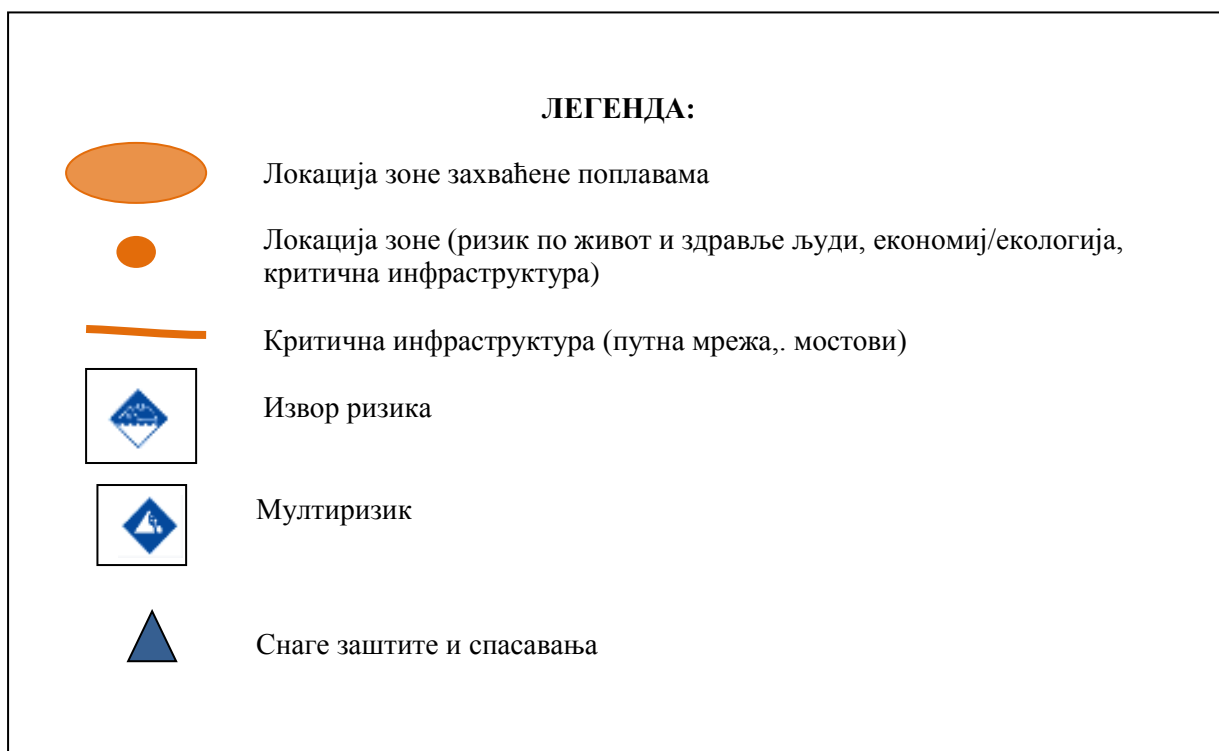 ЛЕГЕНДА:
Локација зоне захваћене поплавама
Локација зоне (ризик по живот и здравље људи, економиј/екологија,
критична инфраструктура)
Критична инфраструктура (путна мрежа,. мостови)
Извор ризика
Мултиризик
Снаге заштите и спасавања